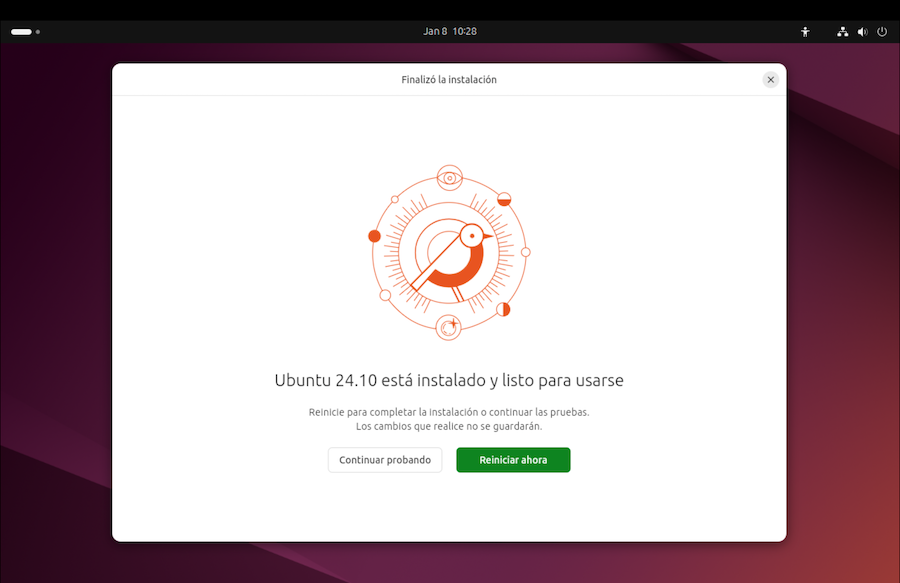 Jan 8 10:28
Finalizó la instalación
Ubuntu 24.10 está instalado y listo para usarse
Reinicie para completar la instalación o continuar las pruebas.
Los cambios que realice no se guardarán.
Continuar probando
Reiniciar ahora